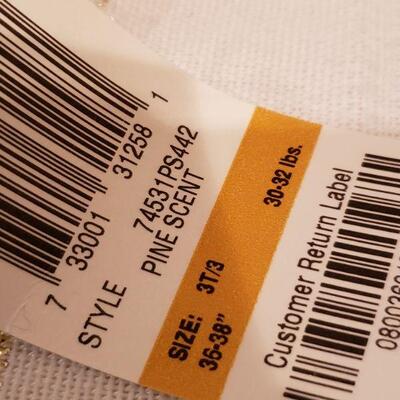 7 33001 31258 1
STYLE 74531PS442
PINE SCENT
SIZE: 3T/3
36-38" 30-32 lbs.
Customer Return Label